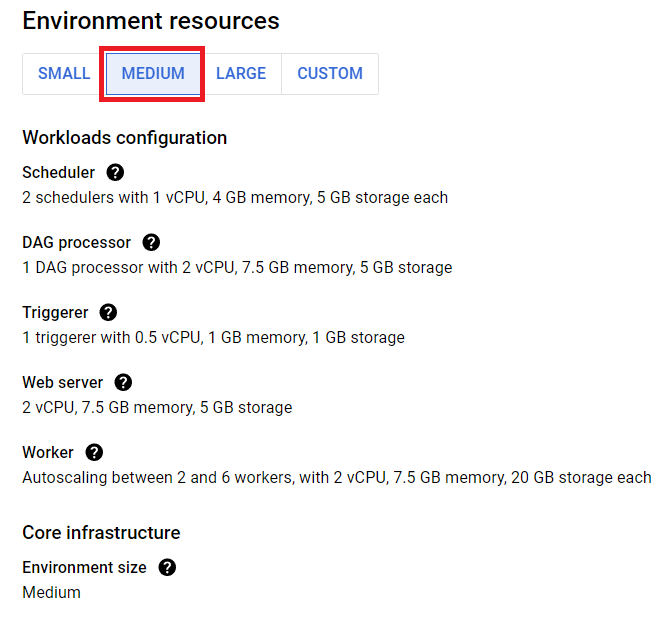 Environment resources
SMALL MEDIUM LARGE CUSTOM
Workloads configuration
Scheduler ?
2 schedulers with 1 vCPU, 4 GB memory, 5 GB storage each
DAG processor ?
1 DAG processor with 2 vCPU, 7.5 GB memory, 5 GB storage
Triggerer ?
1 triggerer with 0.5 vCPU, 1 GB memory, 1 GB storage
Web server ?
2 vCPU, 7.5 GB memory, 5 GB storage
Worker ?
Autoscaling between 2 and 6 workers, with 2 vCPU, 7.5 GB memory, 20 GB storage each
Core infrastructure
Environment size ?
Medium